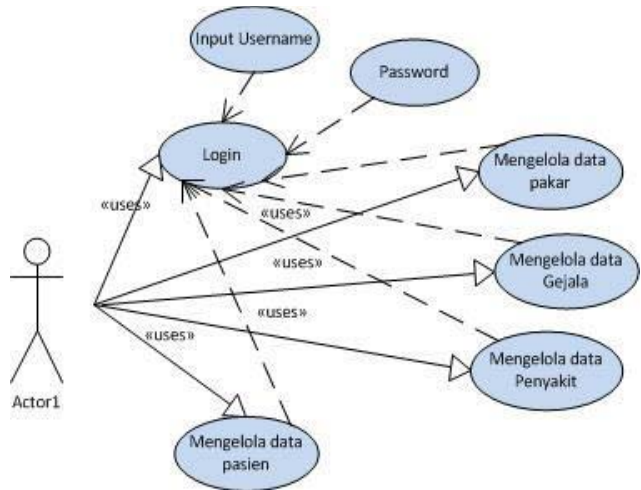 Input Username
Password
Login
Mengelola data
pakar
«uses»
«uses»
«uses»
Mengelola data
Gejala
«uses»
«uses»
Mengelola data
Penyakit
Actor1
Mengelola data
pasien